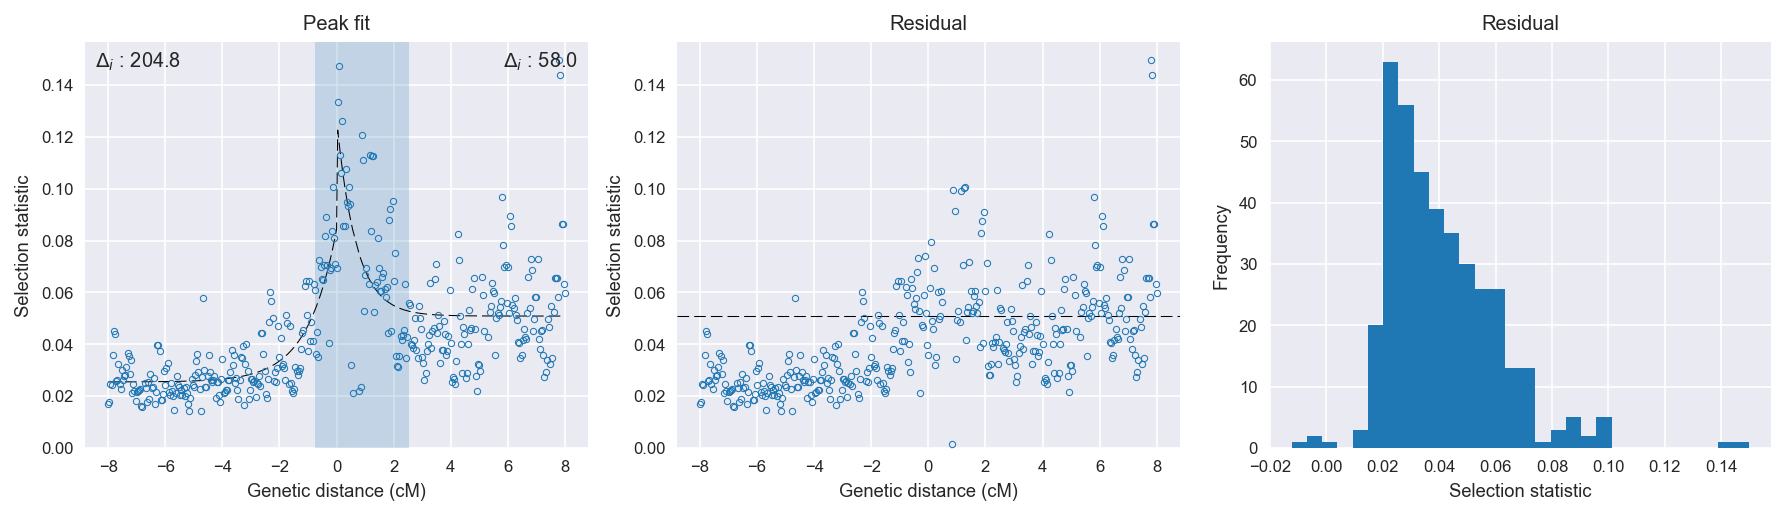 Peak fit
Δi : 204.8
Δi : 58.0
0.14
0.12
0.10
0.08
0.06
0.04
0.02
0.00
−8 −6 −4 −2 0 2 4 6 8
Selection statistic
Genetic distance (cM)
Residual
0.14
0.12
0.10
0.08
0.06
0.04
0.02
0.00
−8 −6 −4 −2 0 2 4 6 8
Selection statistic
Genetic distance (cM)
Residual
60
50
40
30
20
10
0
−0.02 0.00 0.02 0.04 0.06 0.08 0.10 0.12 0.14
Frequency
Selection statistic